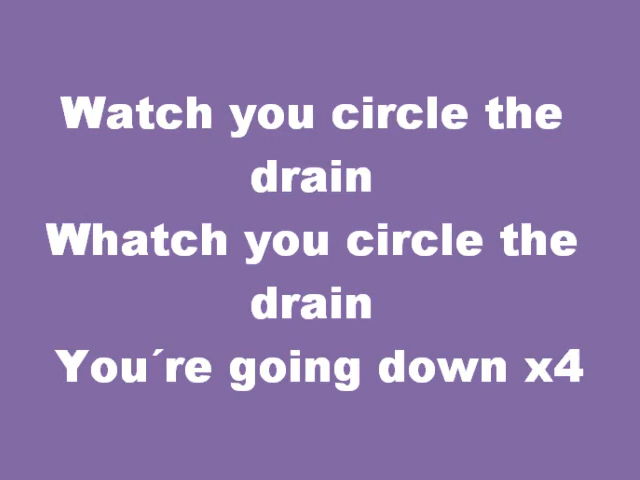 Watch you circle the
drain
Whatch you circle the
drain
You´re going down x4